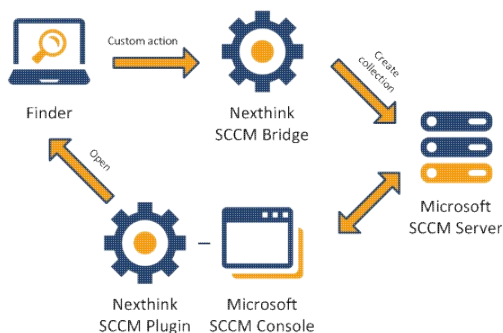 Custom action
Finder
Nexthink
SCCM Bridge
Create
collection
Microsoft
SCCM Server
Open
Nexthink
SCCM Plugin
Microsoft
SCCM Console